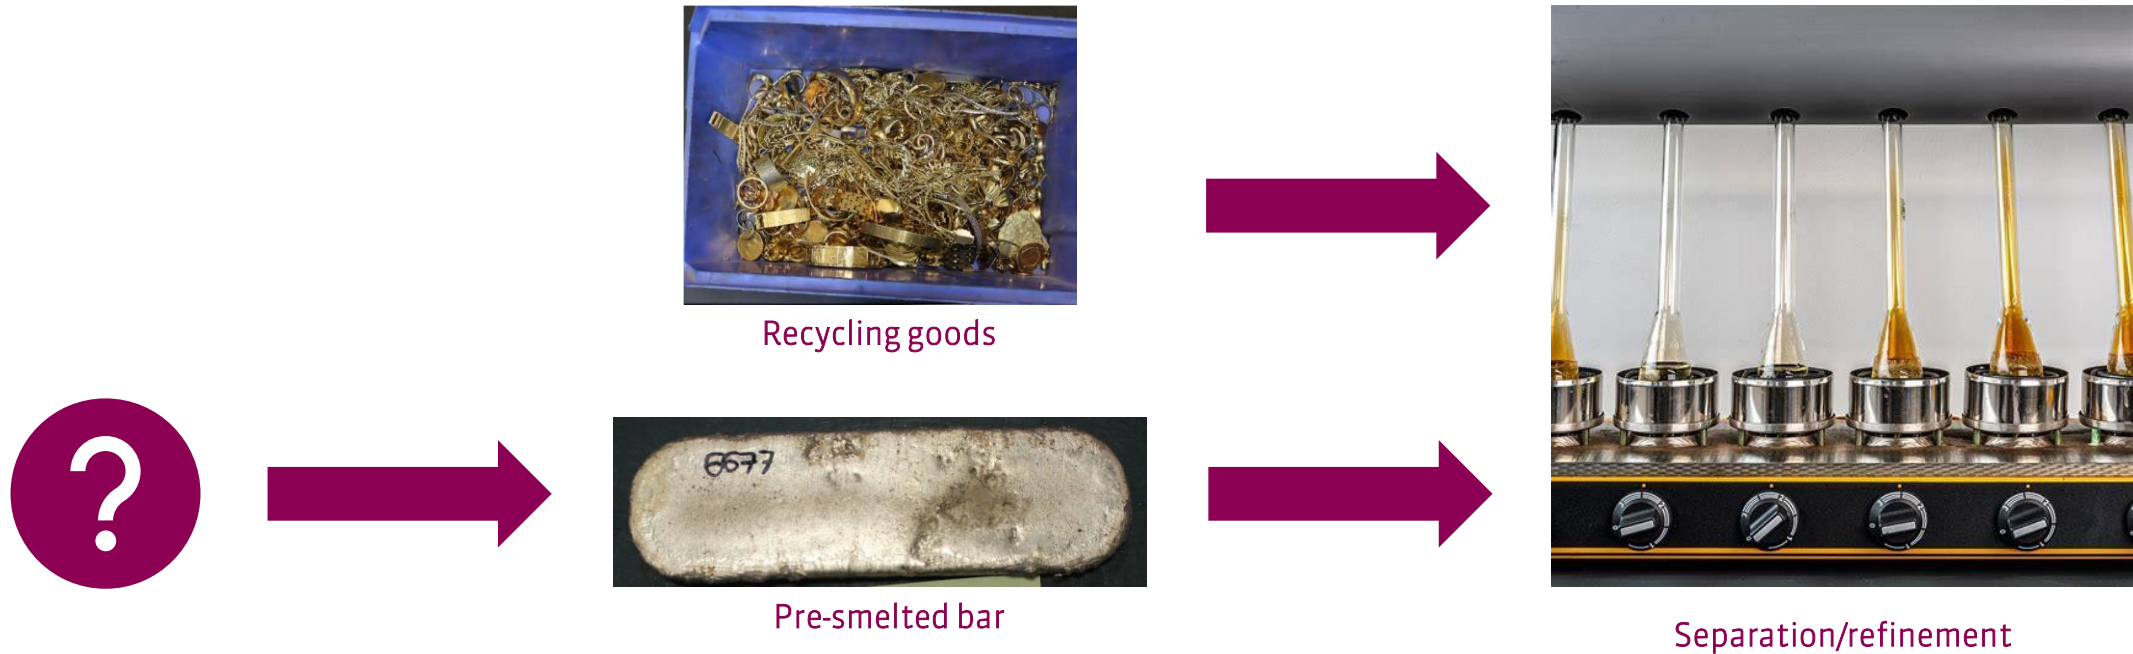 Recycling goods
?
6677
Pre-smelted bar
Separation/refinement